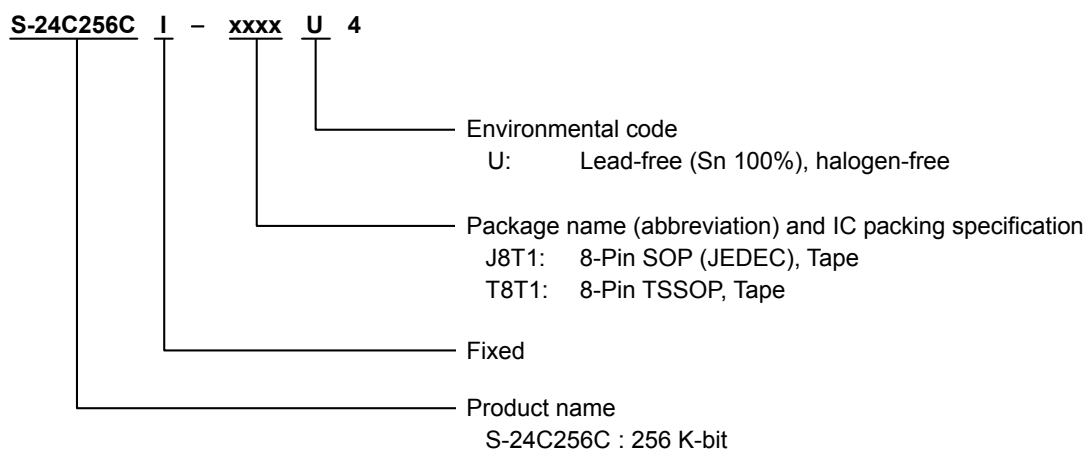 S-24C256C I – xxxx U 4
Environmental code
U: Lead-free (Sn 100%), halogen-free
Package name (abbreviation) and IC packing specification
J8T1: 8-Pin SOP (JEDEC), Tape
T8T1: 8-Pin TSSOP, Tape
Fixed
Product name
S-24C256C : 256 K-bit